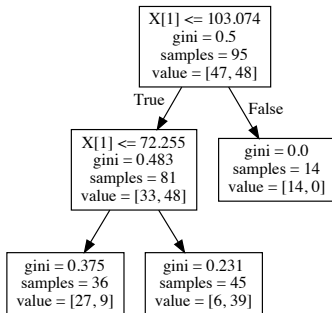 X[1] <= 103.074
gini = 0.5
samples = 95
value = [47, 48]
True
False
X[1] <= 72.255
gini = 0.483
samples = 81
value = [33, 48]
gini = 0.0
samples = 14
value = [14, 0]
gini = 0.375
samples = 36
value = [27, 9]
gini = 0.231
samples = 45
value = [6, 39]